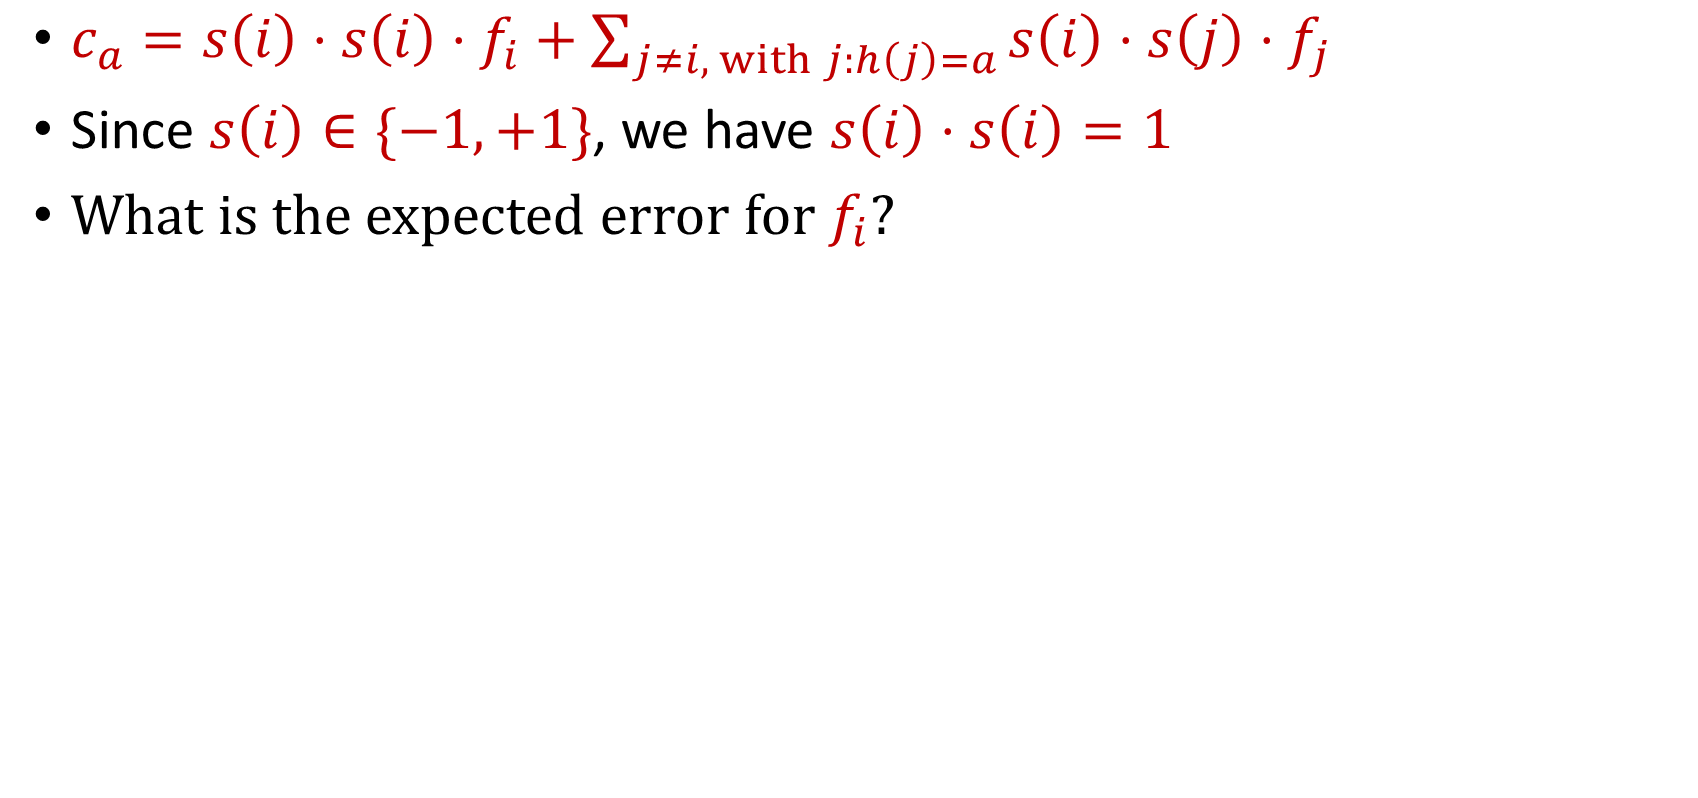 • c_a = s(i) · s(i) · f_i + ∑_{j≠i, with j:h(j)=a} s(i) · s(j) · f_j
• Since s(i) ∈ {−1, +1}, we have s(i) · s(i) = 1
• What is the expected error for f_i?